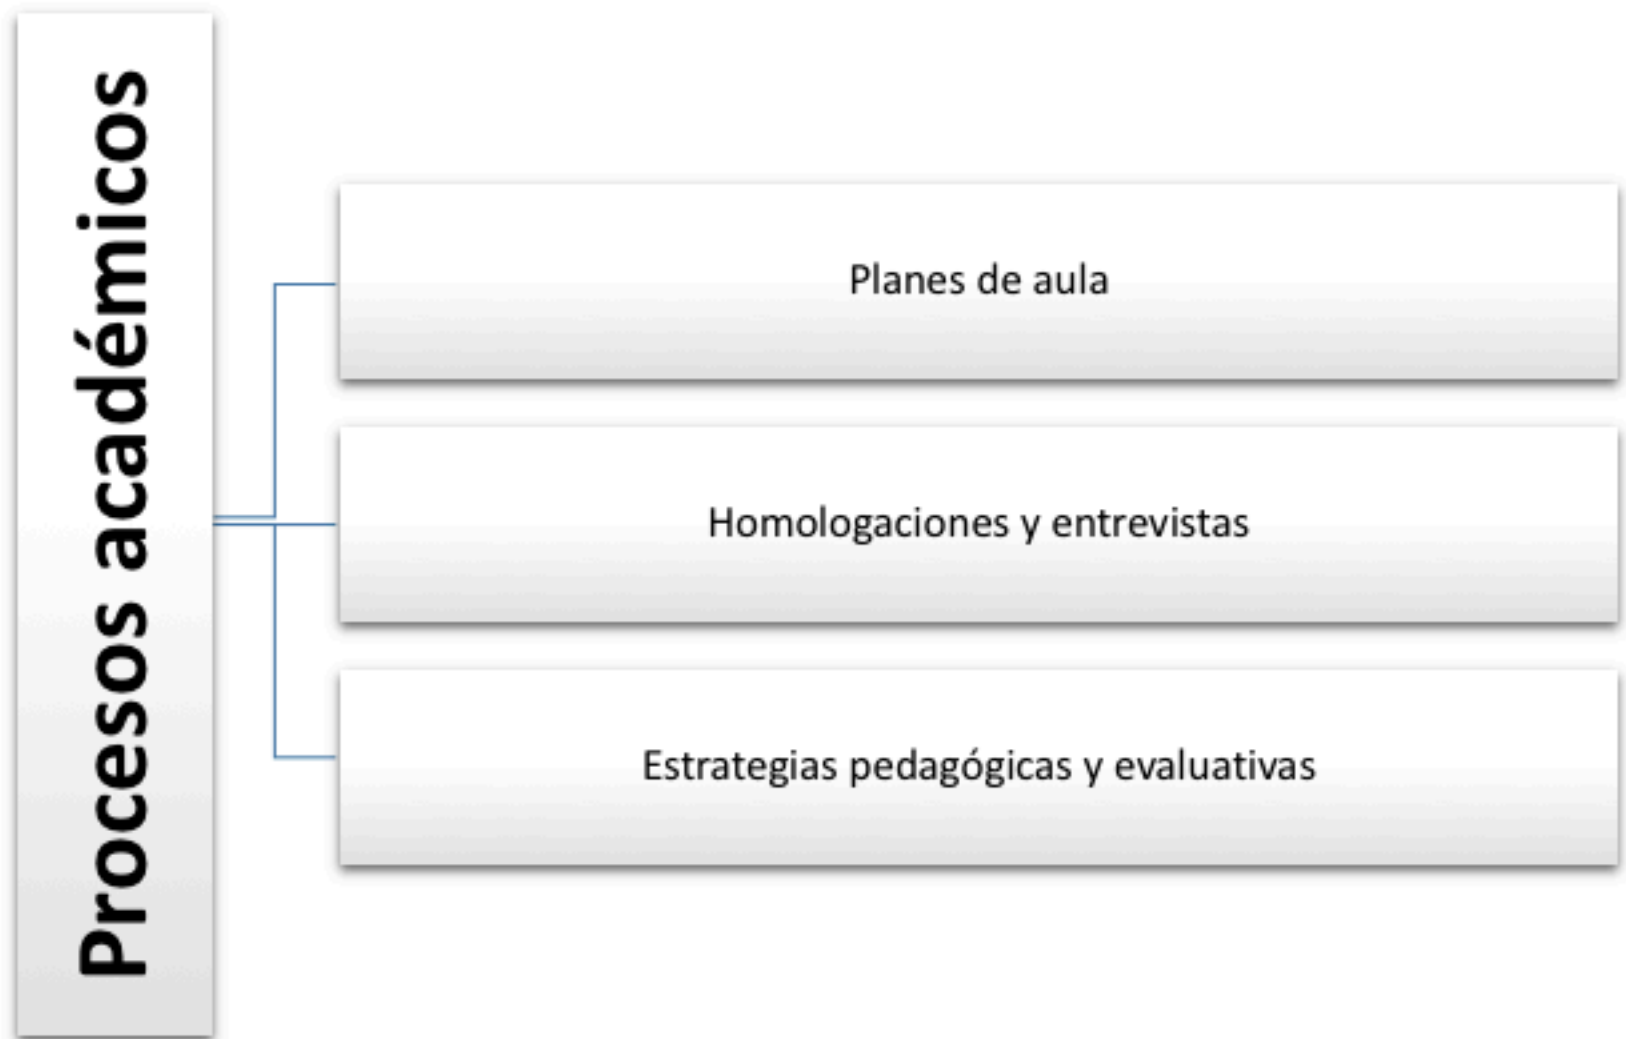 Procesos académicos
Planes de aula
Homologaciones y entrevistas
Estrategias pedagógicas y evaluativas